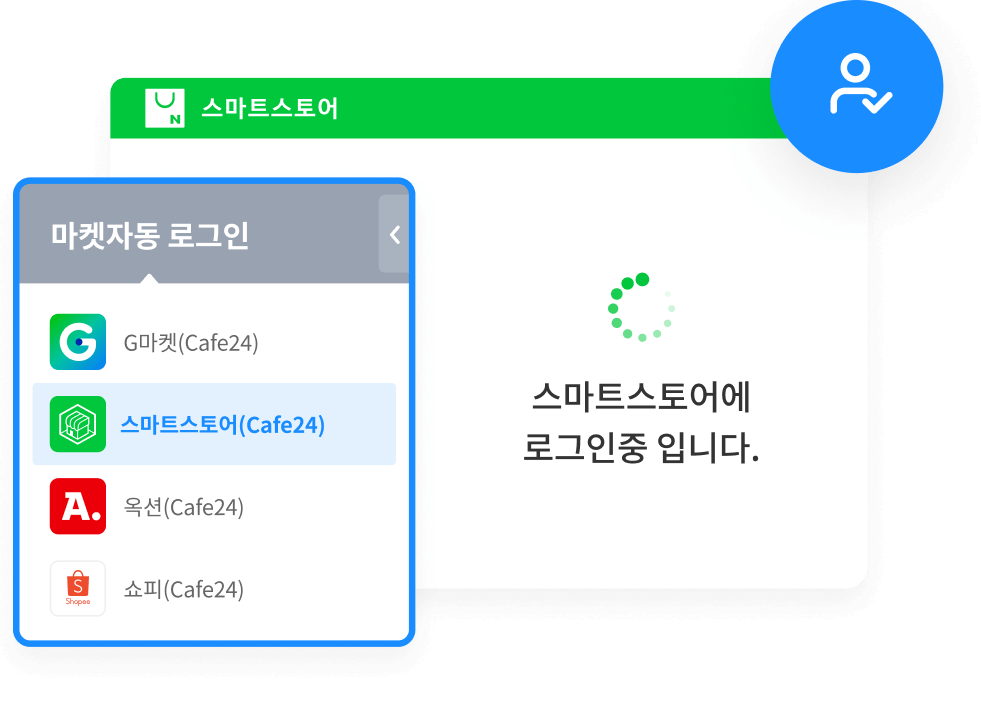 스마트스토어
마켓자동 로그인
G마켓(Cafe24)
스마트스토어(Cafe24)
A.
옥션(Cafe24)
S
Shopee
쇼피(Cafe24)
스마트스토어에
로그인중 입니다.
N
G